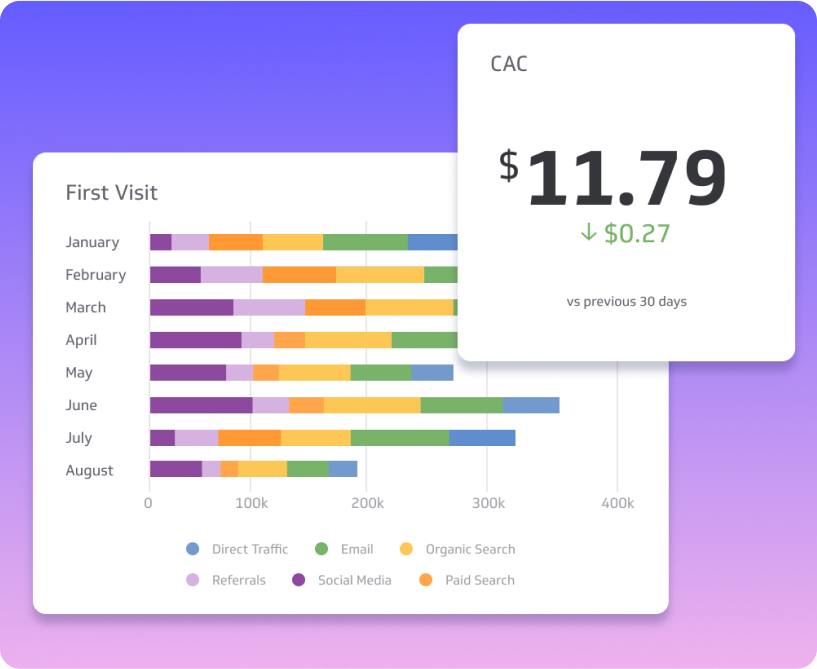 CAC
$11.79
↓ $0.27
vs previous 30 days
First Visit
January
February
March
April
May
June
July
August
0 100k 200k 300k 400k
Direct Traffic Email Organic Search
Referrals Social Media Paid Search